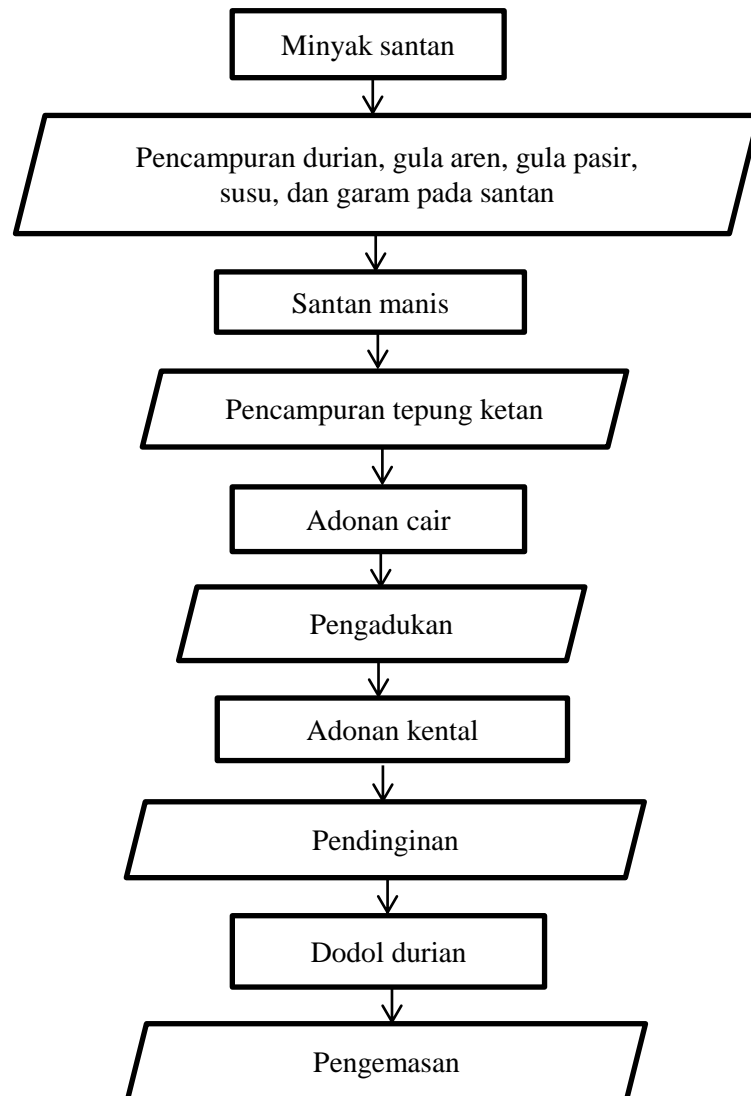 Minyak santan
Pencampuran durian, gula aren, gula pasir,
susu, dan garam pada santan
Santan manis
Pencampuran tepung ketan
Adonan cair
Pengadukan
Adonan kental
Pendinginan
Dodol durian
Pengemasan